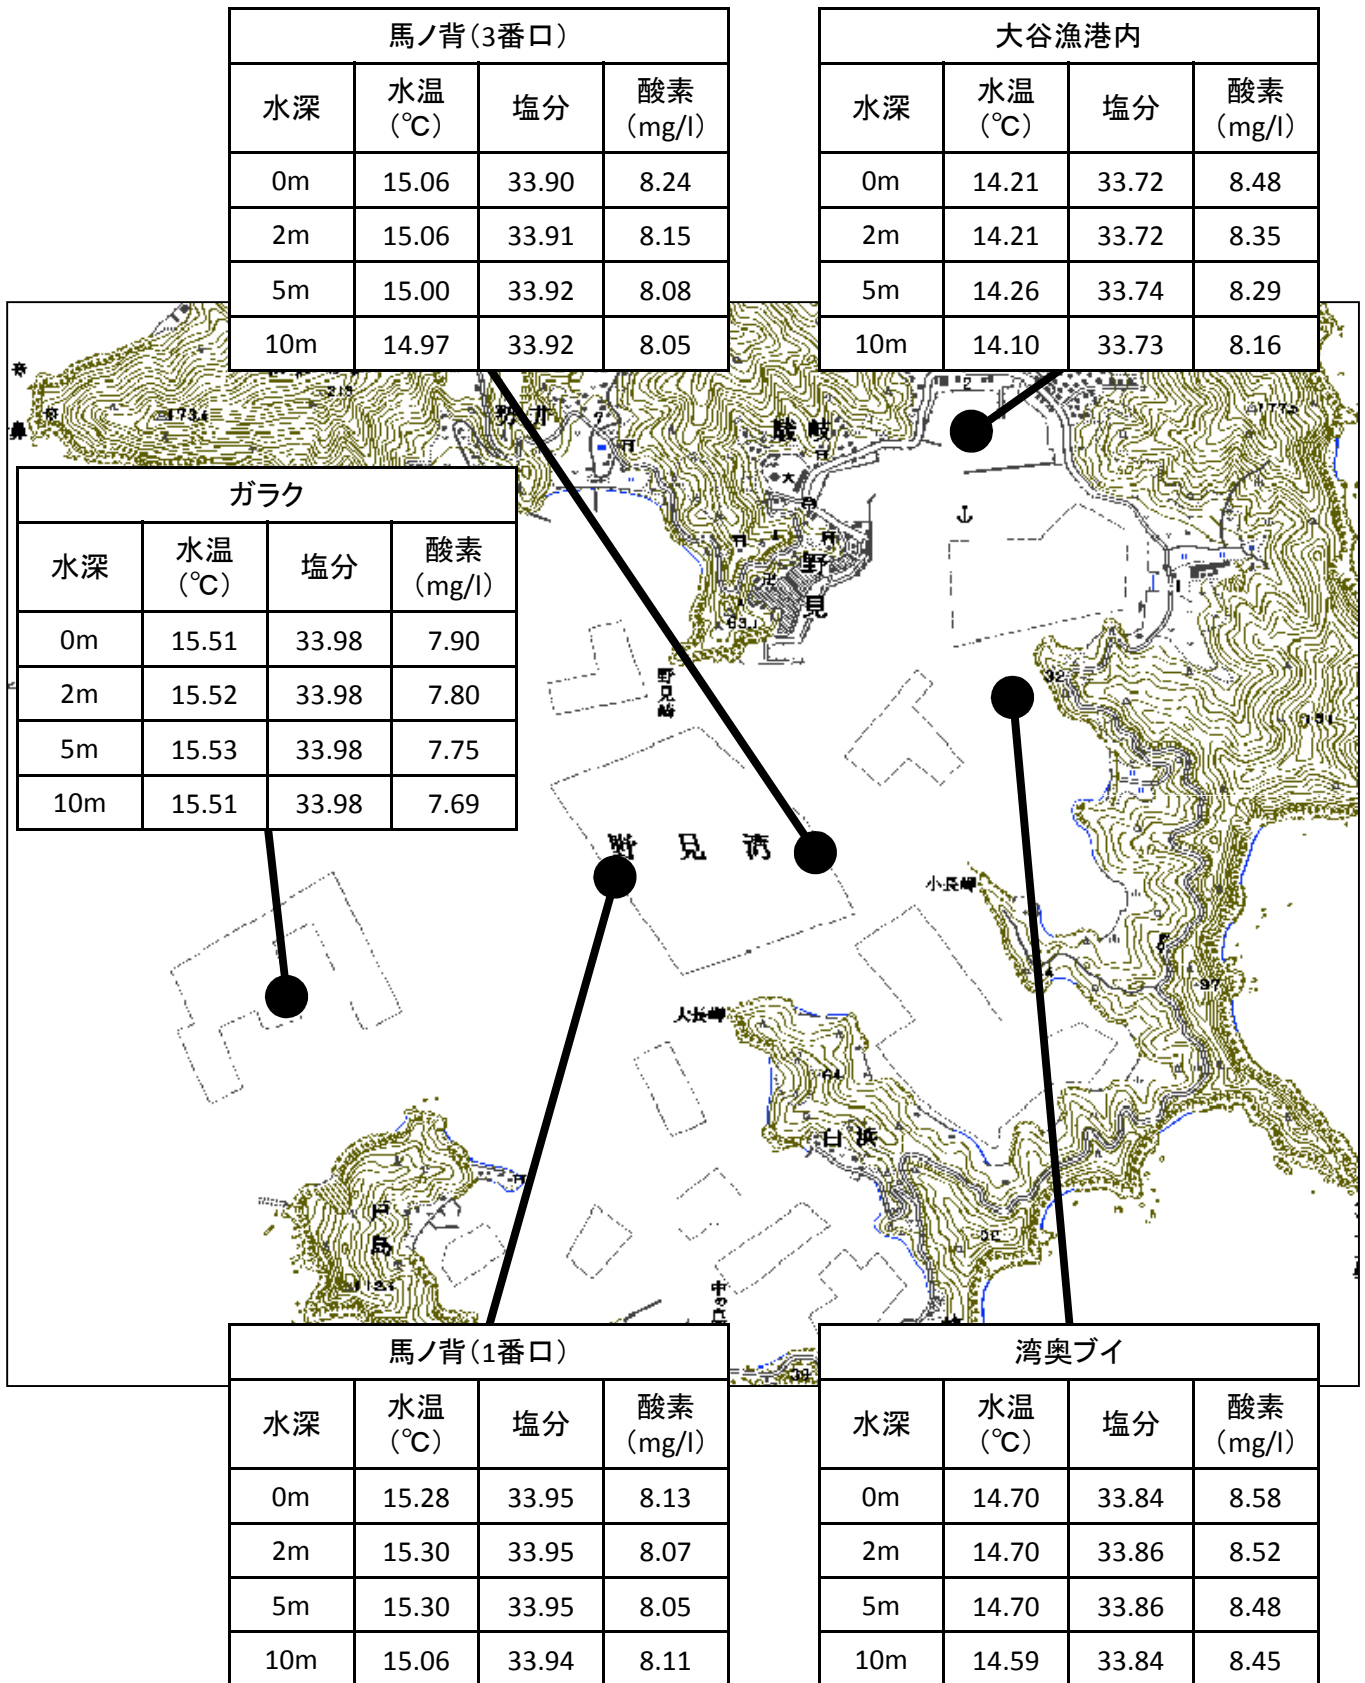 馬ノ背(3番口)
水深 水温(℃) 塩分 酸素(mg/l)
0m 15.06 33.90 8.24
2m 15.06 33.91 8.15
5m 15.00 33.92 8.08
10m 14.97 33.92 8.05
大谷漁港内
水深 水温(℃) 塩分 酸素(mg/l)
0m 14.21 33.72 8.48
2m 14.21 33.72 8.35
5m 14.26 33.74 8.29
10m 14.10 33.73 8.16
ガラク
水深 水温(℃) 塩分 酸素(mg/l)
0m 15.51 33.98 7.90
2m 15.52 33.98 7.80
5m 15.53 33.98 7.75
10m 15.51 33.98 7.69
勢井
野見
野見崎
野見湾
小長岬
大長岬
白浜
戸島
馬ノ背(1番口)
水深 水温(℃) 塩分 酸素(mg/l)
0m 15.28 33.95 8.13
2m 15.30 33.95 8.07
5m 15.30 33.95 8.05
10m 15.06 33.94 8.11
湾奥ブイ
水深 水温(℃) 塩分 酸素(mg/l)
0m 14.70 33.84 8.58
2m 14.70 33.86 8.52
5m 14.70 33.86 8.48
10m 14.59 33.84 8.45